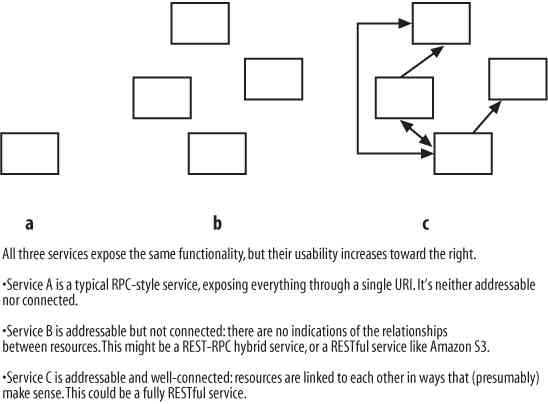 a b c
All three services expose the same functionality, but their usability increases toward the right.
•Service A is a typical RPC-style service, exposing everything through a single URI. It's neither addressable
nor connected.
•Service B is addressable but not connected: there are no indications of the relationships
between resources. This might be a REST-RPC hybrid service, or a RESTful service like Amazon S3.
•Service C is addressable and well-connected: resources are linked to each other in ways that (presumably)
make sense. This could be a fully RESTful service.